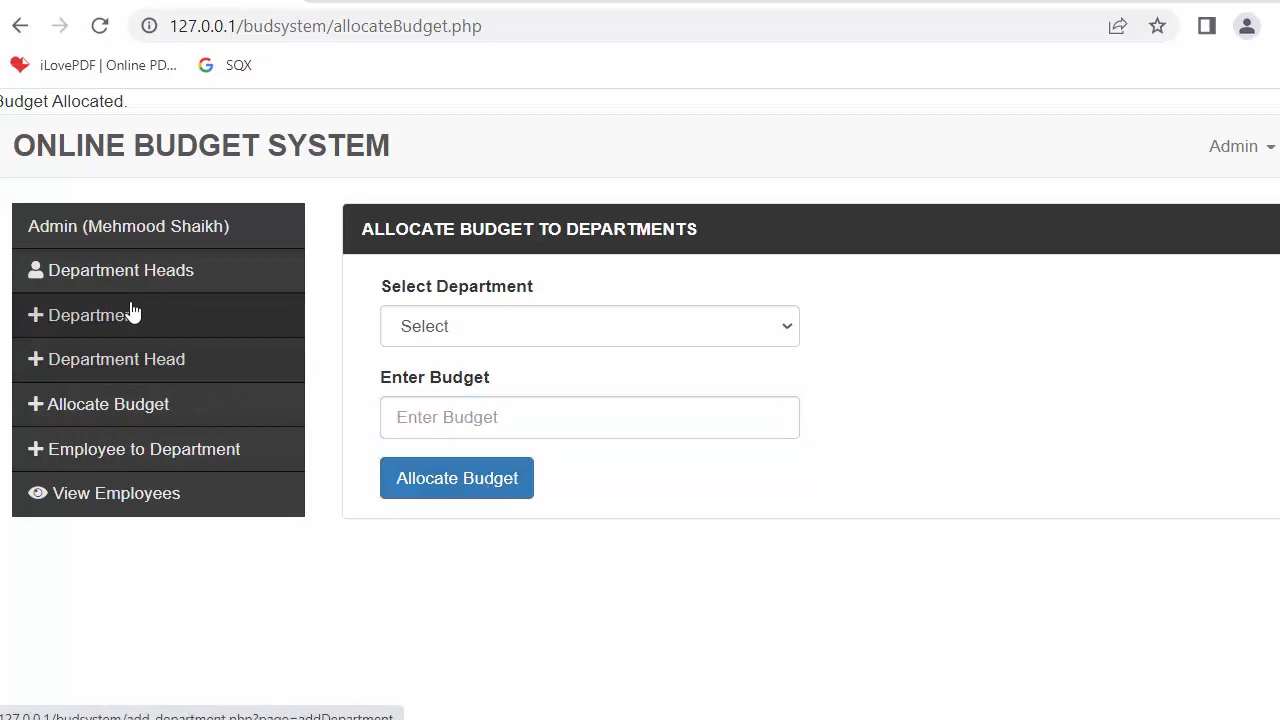 127.0.0.1/budsystem/allocateBudget.php
iLovePDF | Online PD... SQX
Budget Allocated.
ONLINE BUDGET SYSTEM
Admin
Admin (Mehmood Shaikh)
Department Heads
Department
Department Head
Allocate Budget
Employee to Department
View Employees
ALLOCATE BUDGET TO DEPARTMENTS
Select Department
Select
Enter Budget
Enter Budget
Allocate Budget
127.0.0.1/budsystem/add_department.php?page=addDepartment